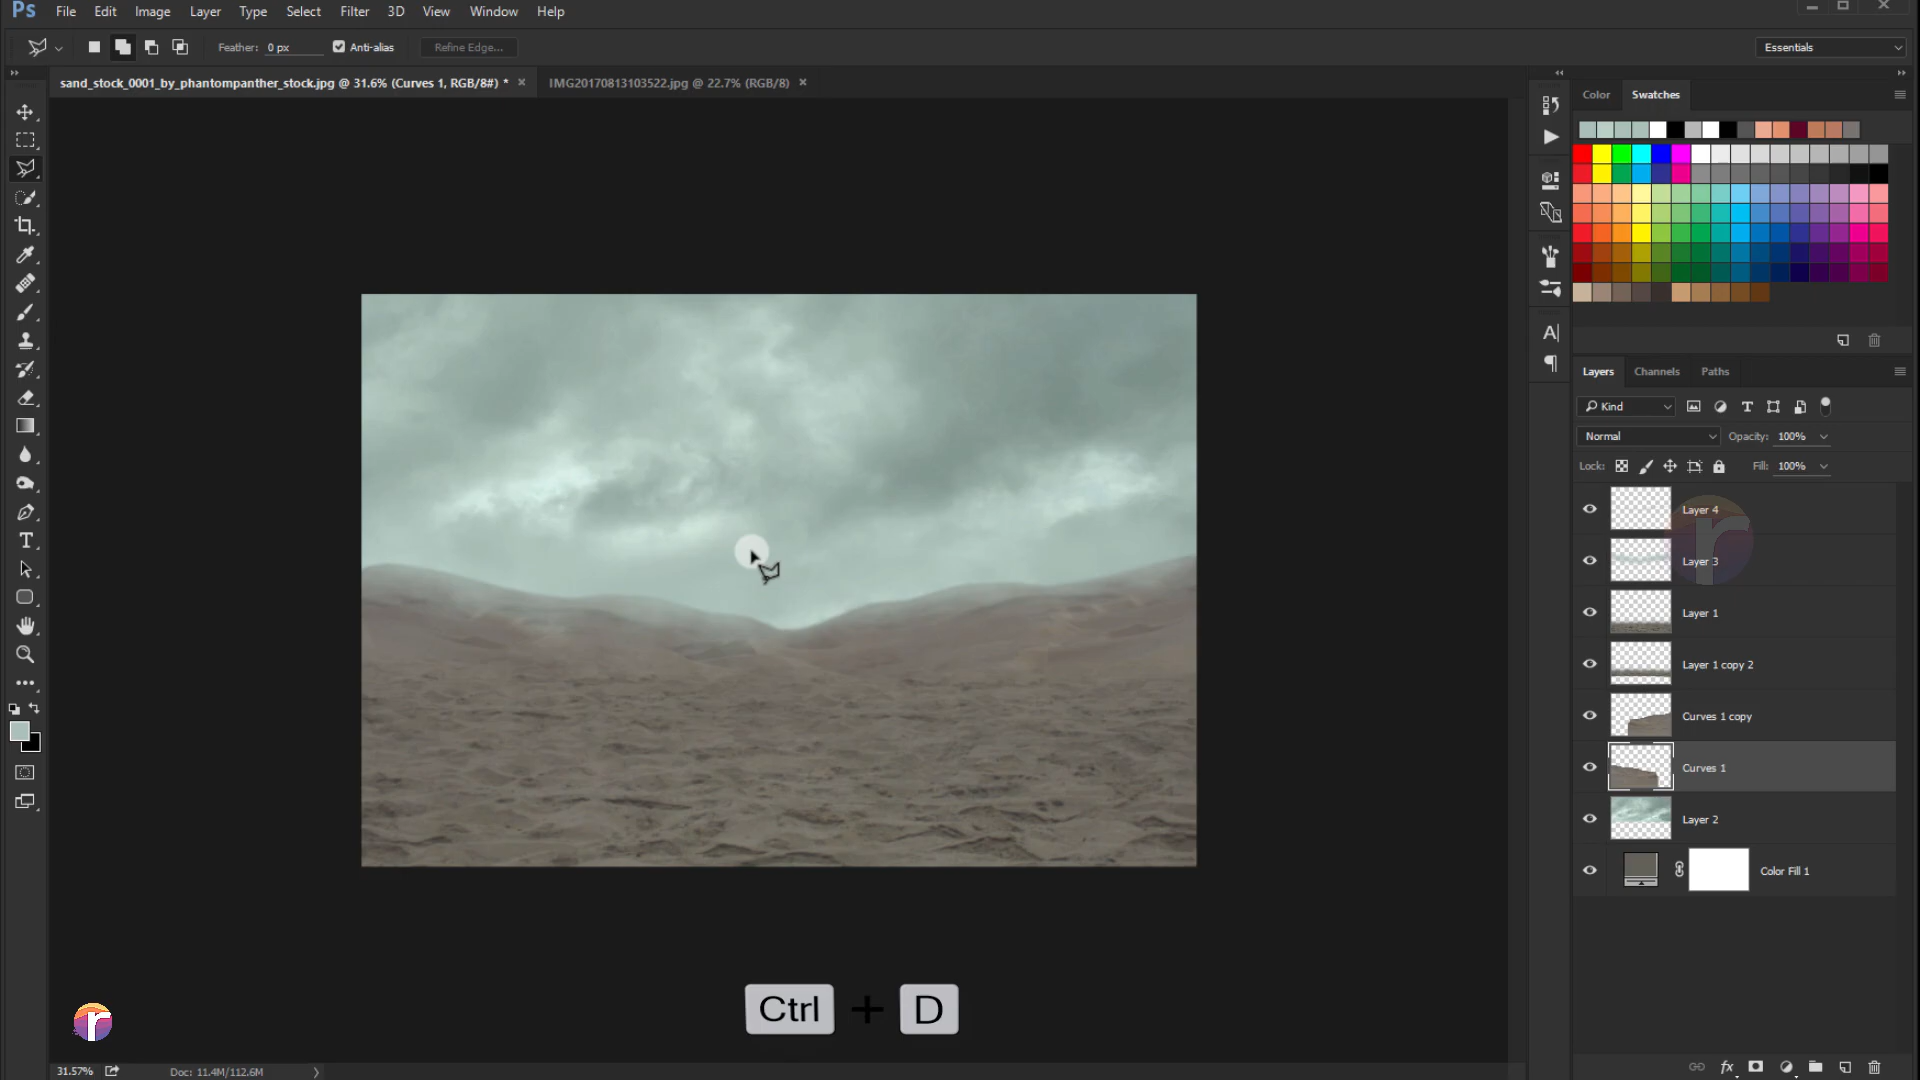 Ps File Edit Image Layer Type Select Filter 3D View Window Help
Feather: 0 px Anti-alias Refine Edge... Essentials
sand_stock_0001_by_phantompanther_stock.jpg @ 31.6% (Curves 1, RGB/8#) * × IMG20170813103522.jpg @ 22.7% (RGB/8) ×
Color Swatches
Layers Channels Paths
Kind
Normal Opacity: 100%
Lock: Fill: 100%
Layer 4
Layer 3
Layer 1
Layer 1 copy 2
Curves 1 copy
Curves 1
Layer 2
Color Fill 1
Ctrl + D
r
31.57% Doc: 11.4M/112.6M